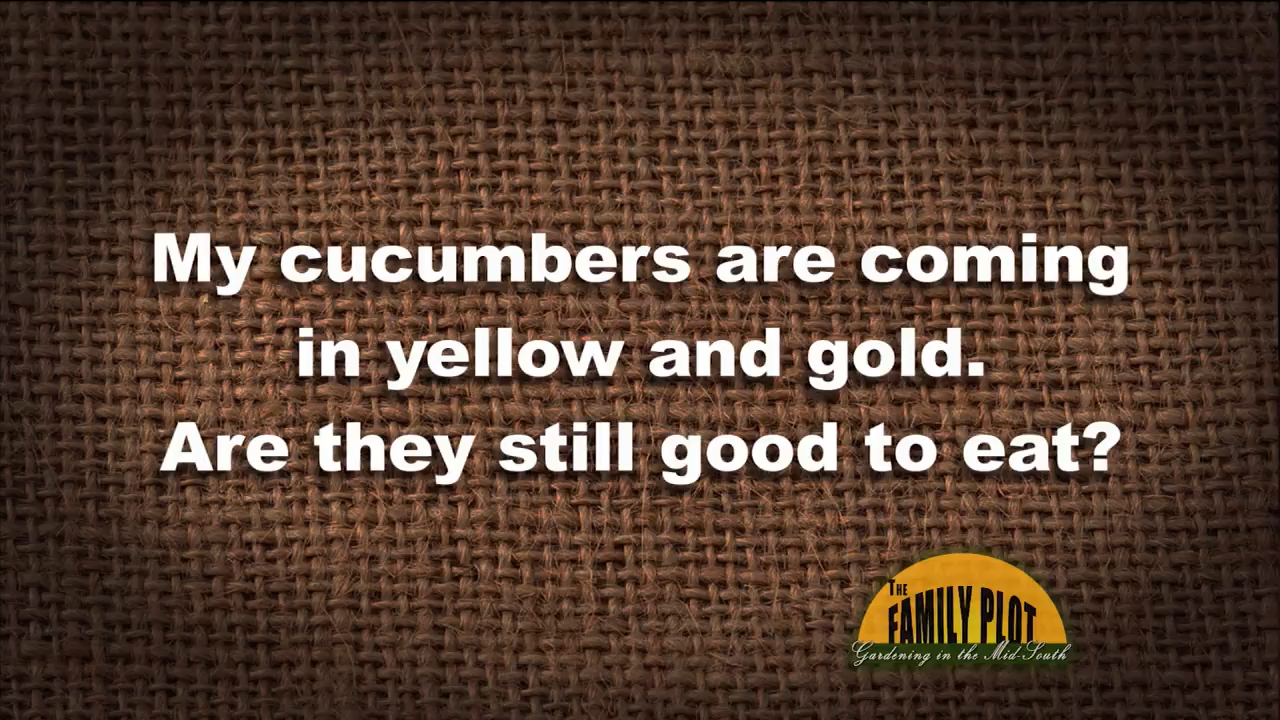 My cucumbers are coming
in yellow and gold.
Are they still good to eat?
THE
FAMILY PLOT
Gardening in the Mid-South